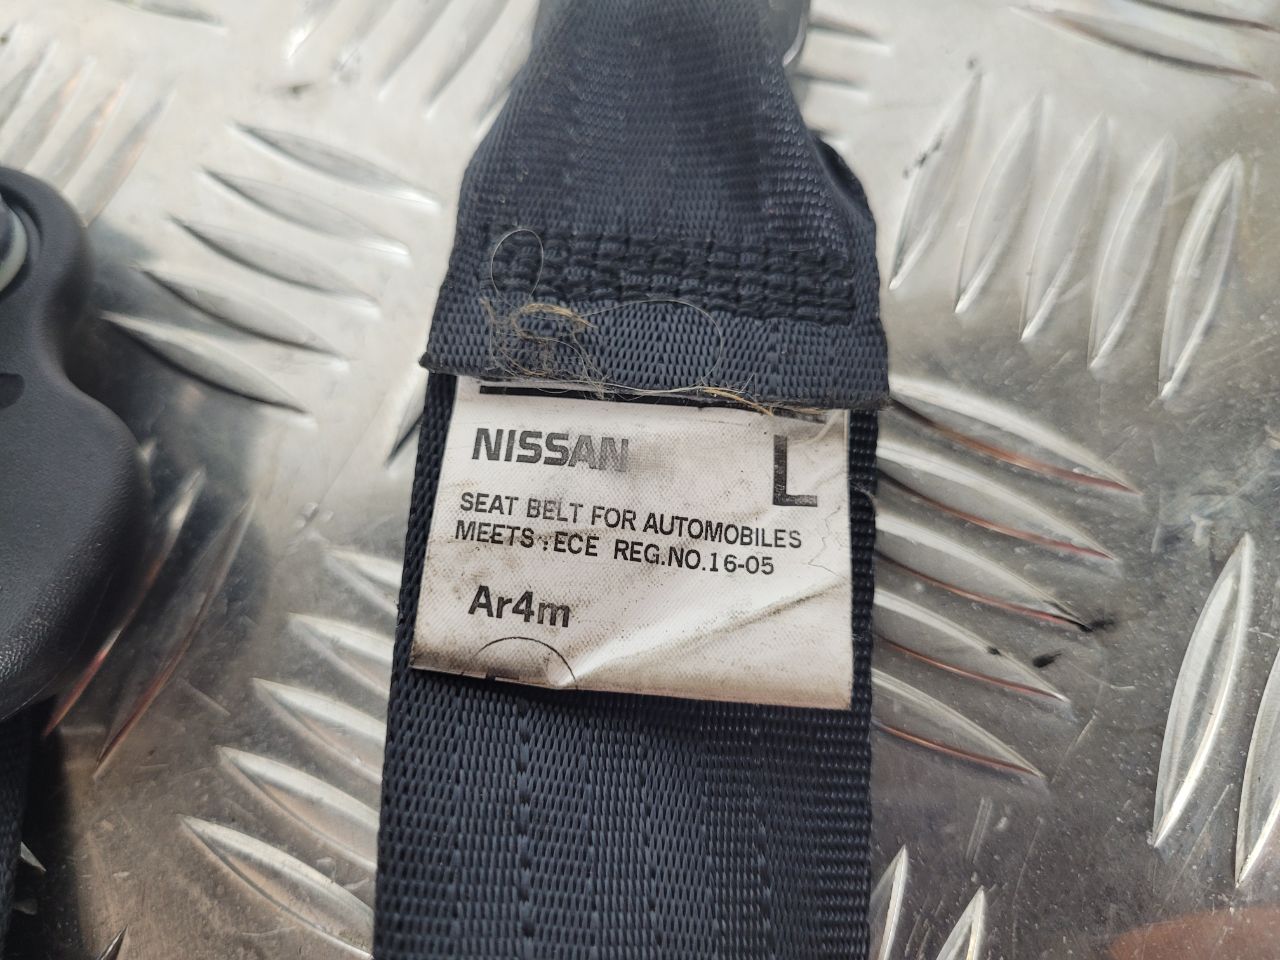 NISSAN L
SEAT BELT FOR AUTOMOBILES
MEETS : ECE REG.NO.16-05
Ar4m